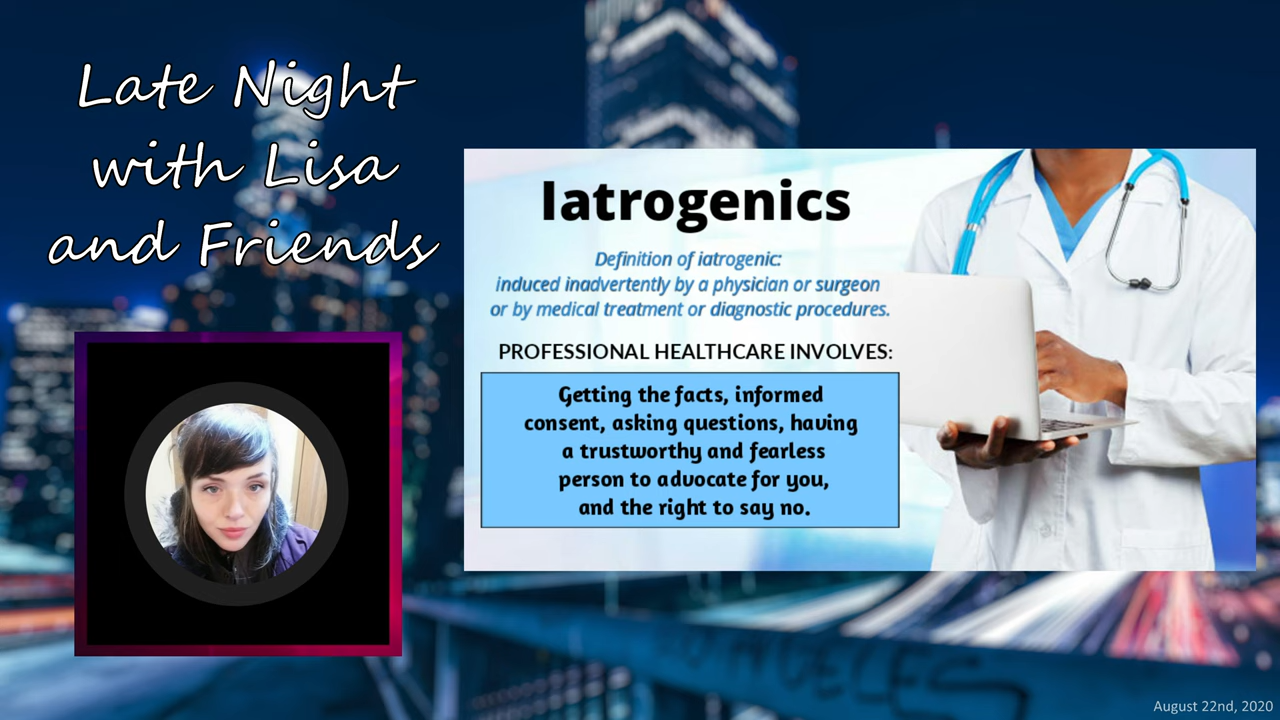 Late Night
with Lisa
and Friends
Iatrogenics
Definition of iatrogenic:
induced inadvertently by a physician or surgeon
or by medical treatment or diagnostic procedures.
PROFESSIONAL HEALTHCARE INVOLVES:
Getting the facts, informed
consent, asking questions, having
a trustworthy and fearless
person to advocate for you,
and the right to say no.
August 22nd, 2020